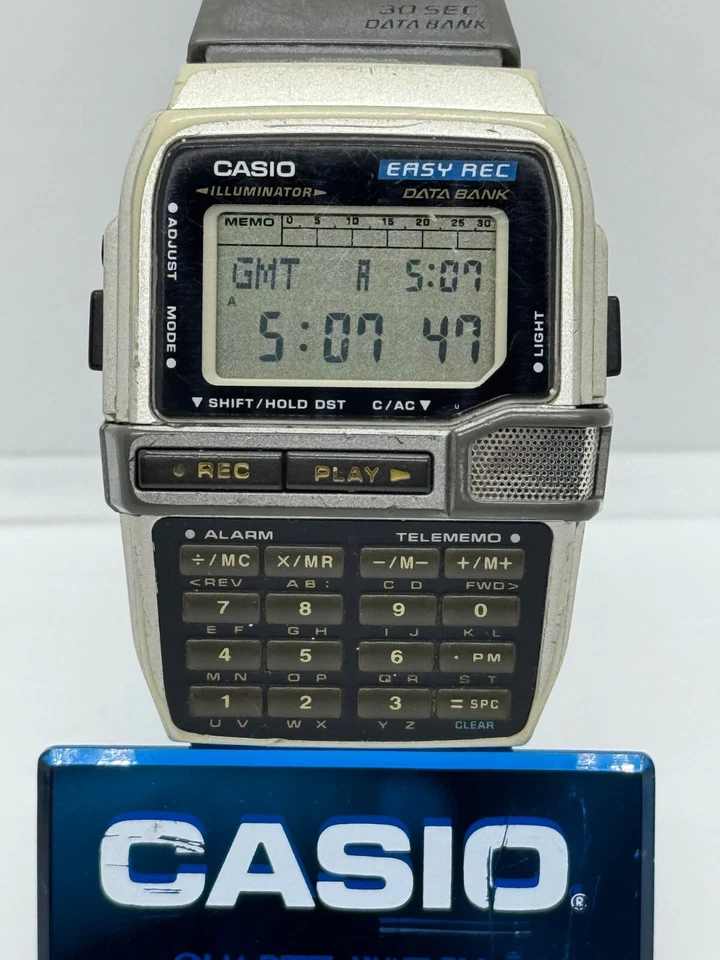 30 SEC
DATA BANK
CASIO EASY REC
ILLUMINATOR DATA BANK
ADJUST
MODE
LIGHT
MEMO 0 5 10 15 20 25 30
GMT A 5:07
A
5:07 47
SHIFT/HOLD DST C/AC
REC PLAY
ALARM TELEMEMO
÷/MC ×/MR −/M− +/M+
<REV A B : C D FWD>
7 8 9 0
E F G H I J K L
4 5 6 · PM
M N O P Q R S T
1 2 3 = SPC
U V W X Y Z CLEAR
CASIO®